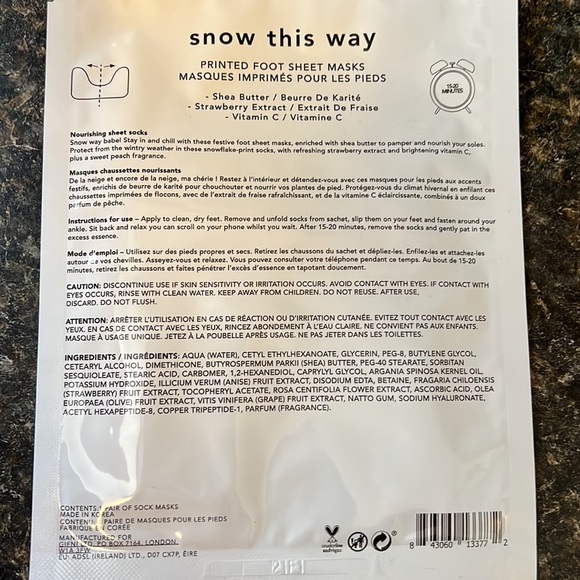 snow this way
PRINTED FOOT SHEET MASKS
MASQUES IMPRIMÉS POUR LES PIEDS
- Shea Butter / Beurre De Karité
- Strawberry Extract / Extrait De Fraise
- Vitamin C / Vitamine C
15-20
MINUTES
Nourishing sheet socks
Snow way babe! Stay in and chill with these festive foot sheet masks, enriched with shea butter to pamper and nourish your soles.
Protect from the wintry weather in these snowflake-print socks, with refreshing strawberry extract and brightening vitamin C,
plus a sweet peach fragrance.
Masques chaussettes nourissants
De la neige et encore de la neige, ma chérie ! Restez à l'intérieur et détendez-vous avec ces masques pour les pieds aux accents
festifs, enrichis de beurre de karité pour chouchouter et nourrir vos plantes de pied. Protégez-vous du climat hivernal en enfilant ces
chaussettes imprimées de flocons, avec de l'extrait de fraise rafraîchissant, et de la vitamine C éclaircissante, combinés à un doux
parfum de pêche.
Instructions for use – Apply to clean, dry feet. Remove and unfold socks from sachet, slip them on your feet and fasten around your
ankle. Sit back and relax you can scroll on your phone whilst you wait. After 15-20 minutes, remove the socks and gently pat in the
excess essence.
Mode d'emploi – Utilisez sur des pieds propres et secs. Retirez les chaussons du sachet et dépliez-les. Enfilez-les et attachez-les
autour de vos chevilles. Asseyez-vous et relaxez. Vous pouvez consulter votre téléphone pendant ce temps. Au bout de 15-20
minutes, retirez les chaussons et faites pénétrer l'excès d'essence en tapotant doucement.
CAUTION: DISCONTINUE USE IF SKIN SENSITIVITY OR IRRITATION OCCURS. AVOID CONTACT WITH EYES. IF CONTACT WITH
EYES OCCURS, RINSE WITH CLEAN WATER. KEEP AWAY FROM CHILDREN. DO NOT REUSE. AFTER USE,
DISCARD. DO NOT FLUSH.
ATTENTION: ARRÊTER L'UTILISATION EN CAS DE RÉACTION OU D'IRRITATION CUTANÉE. ÉVITEZ TOUT CONTACT AVEC LES
YEUX. EN CAS DE CONTACT AVEC LES YEUX, RINCEZ ABONDEMENT À L'EAU CLAIRE. NE CONVIENT PAS AUX ENFANTS.
MASQUE À USAGE UNIQUE. JETEZ À LA POUBELLE APRÈS USAGE. NE PAS JETER DANS LES TOILETTES.
INGREDIENTS / INGRÉDIENTS: AQUA (WATER), CETYL ETHYLHEXANOATE, GLYCERIN, PEG-8, BUTYLENE GLYCOL,
CETEARYL ALCOHOL, DIMETHICONE, BUTYROSPERMUM PARKII (SHEA) BUTTER, PEG-40 STEARATE, SORBITAN
SESQUIOLEATE, STEARIC ACID, CARBOMER, 1,2-HEXANEDIOL, CAPRYLYL GLYCOL, ARGANIA SPINOSA KERNEL OIL,
POTASSIUM HYDROXIDE, ILLICIUM VERUM (ANISE) FRUIT EXTRACT, DISODIUM EDTA, BETAINE, FRAGARIA CHILOENSIS
(STRAWBERRY) FRUIT EXTRACT, TOCOPHERYL ACETATE, ROSA CENTIFOLIA FLOWER EXTRACT, ASCORBIC ACID, OLEA
EUROPAEA (OLIVE) FRUIT EXTRACT, VITIS VINIFERA (GRAPE) FRUIT EXTRACT, NATTO GUM, SODIUM HYALURONATE,
ACETYL HEXAPEPTIDE-8, COPPER TRIPEPTIDE-1, PARFUM (FRAGRANCE).
CONTENTS: 1 PAIR OF SOCK MASKS
MADE IN KOREA
PAIRE DE MASQUES POUR LES PIEDS
FABRIQUÉ EN CORÉE
MANUFACTURED FOR
PO BOX 7164, LONDON,
W1A 3EW
EU: ADSL (IRELAND) LTD., D07 CX7P, ÉIRE
8 43060 13377 2